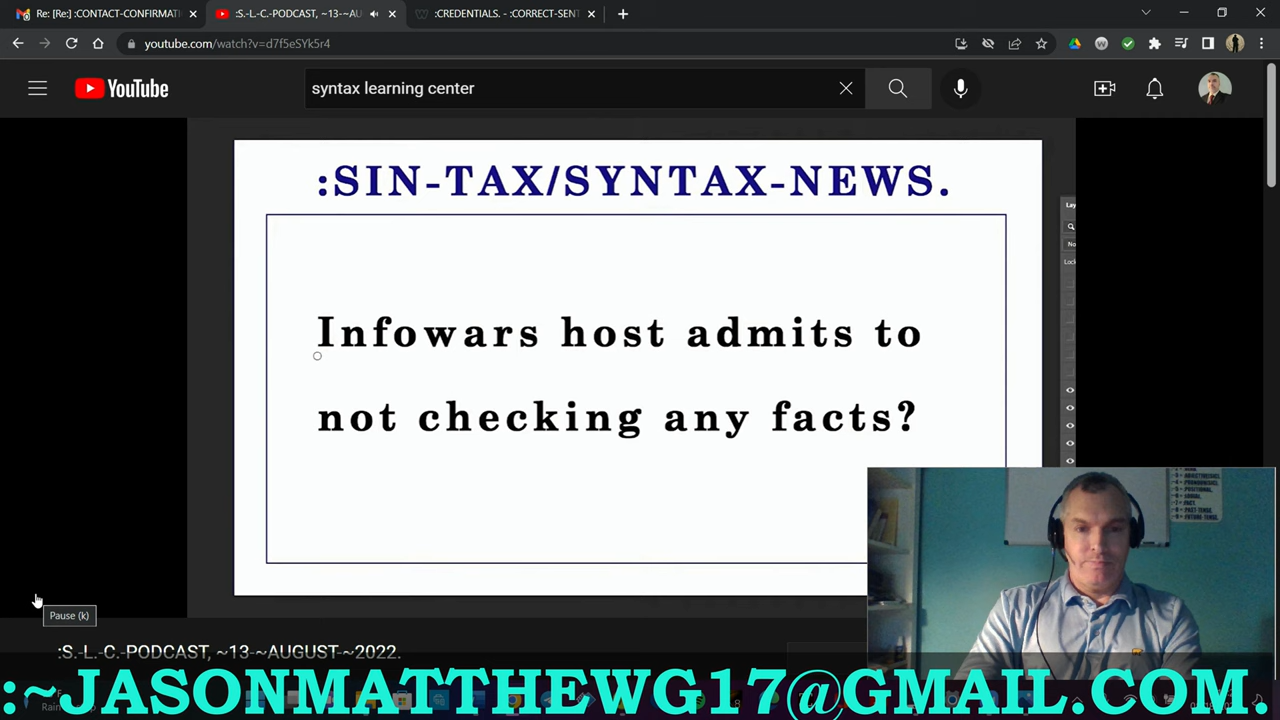 Re: [Re:] :CONTACT-CONFIRMATI
:S.-L.-C.-PODCAST, ~13-~AU
:CREDENTIALS. - :CORRECT-SENT
youtube.com/watch?v=d7f5eSYk5r4
YouTube
syntax learning center
:SIN-TAX/SYNTAX-NEWS.
Infowars host admits to
not checking any facts?
Pause (k)
:S.-L.-C.-PODCAST, ~13-~AUGUST-~2022.
:~JASONMATTHEWG17@GMAIL.COM.